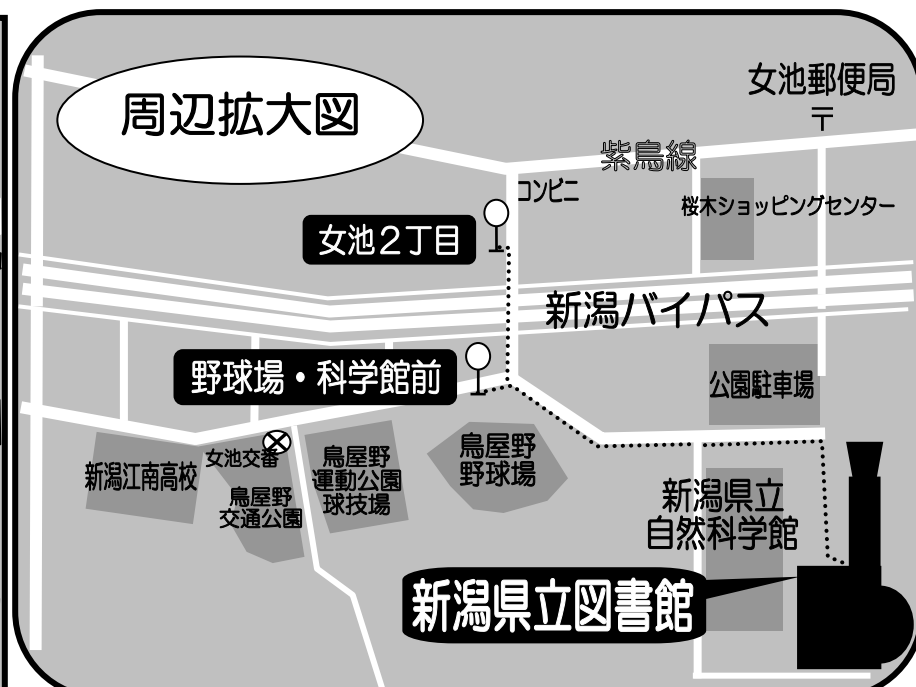 周辺拡大図
女池郵便局
〒
紫鳥線
コンビニ
桜木ショッピングセンター
女池２丁目
新潟バイパス
野球場・科学館前
公園駐車場
新潟江南高校
女池交番
鳥屋野
交通公園
鳥屋野
運動公園
球技場
鳥屋野
野球場
新潟県立
自然科学館
新潟県立図書館